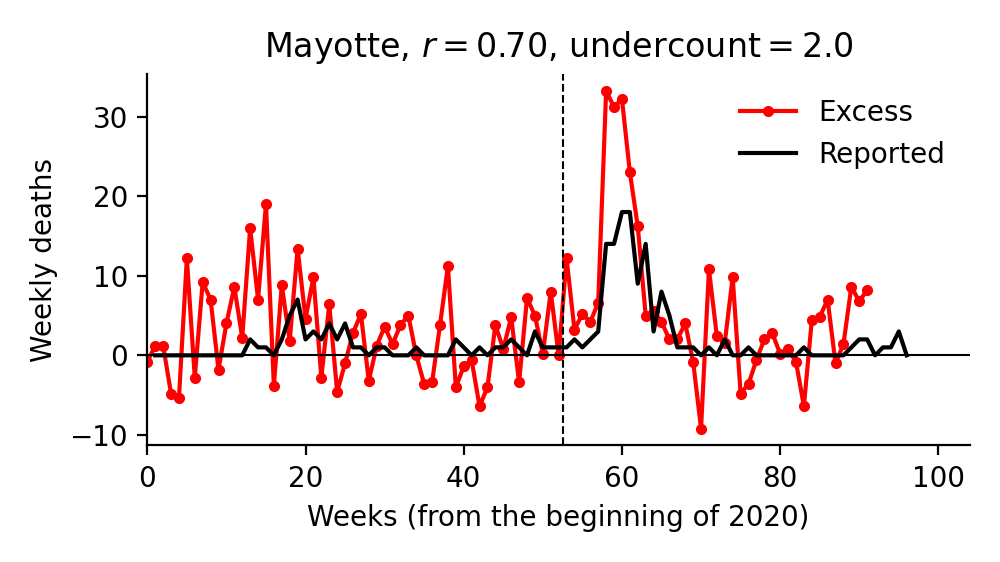 Mayotte, r = 0.70, undercount = 2.0
Excess
Reported
Weekly deaths
30
20
10
0
−10
0 20 40 60 80 100
Weeks (from the beginning of 2020)